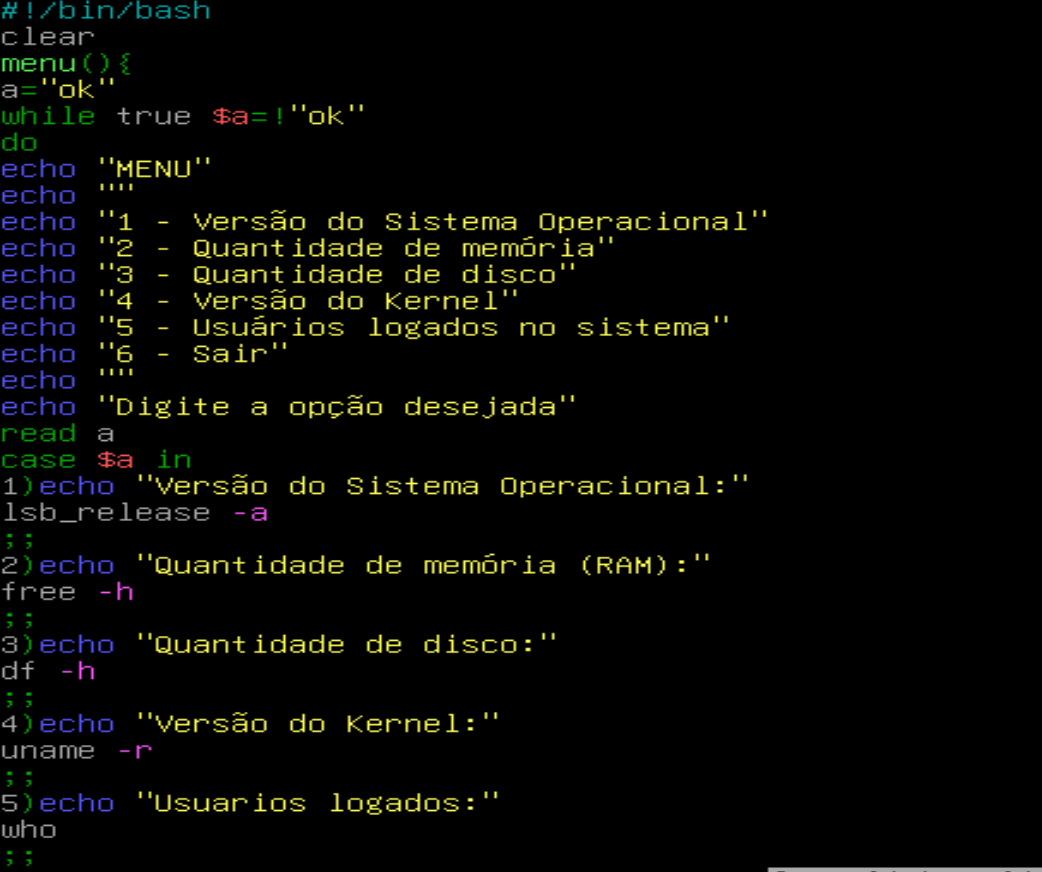 #!/bin/bash
clear
menu(){
a="ok"
while true $a=!"ok"
do
echo "MENU"
echo ""
echo "1 - Versão do Sistema Operacional"
echo "2 - Quantidade de memória"
echo "3 - Quantidade de disco"
echo "4 - Versão do Kernel"
echo "5 - Usuários logados no sistema"
echo "6 - Sair"
echo ""
echo "Digite a opção desejada"
read a
case $a in
1)echo "Versão do Sistema Operacional:"
lsb_release -a
;;
2)echo "Quantidade de memória (RAM):"
free -h
;;
3)echo "Quantidade de disco:"
df -h
;;
4)echo "Versão do Kernel:"
uname -r
;;
5)echo "Usuarios logados:"
who
;;